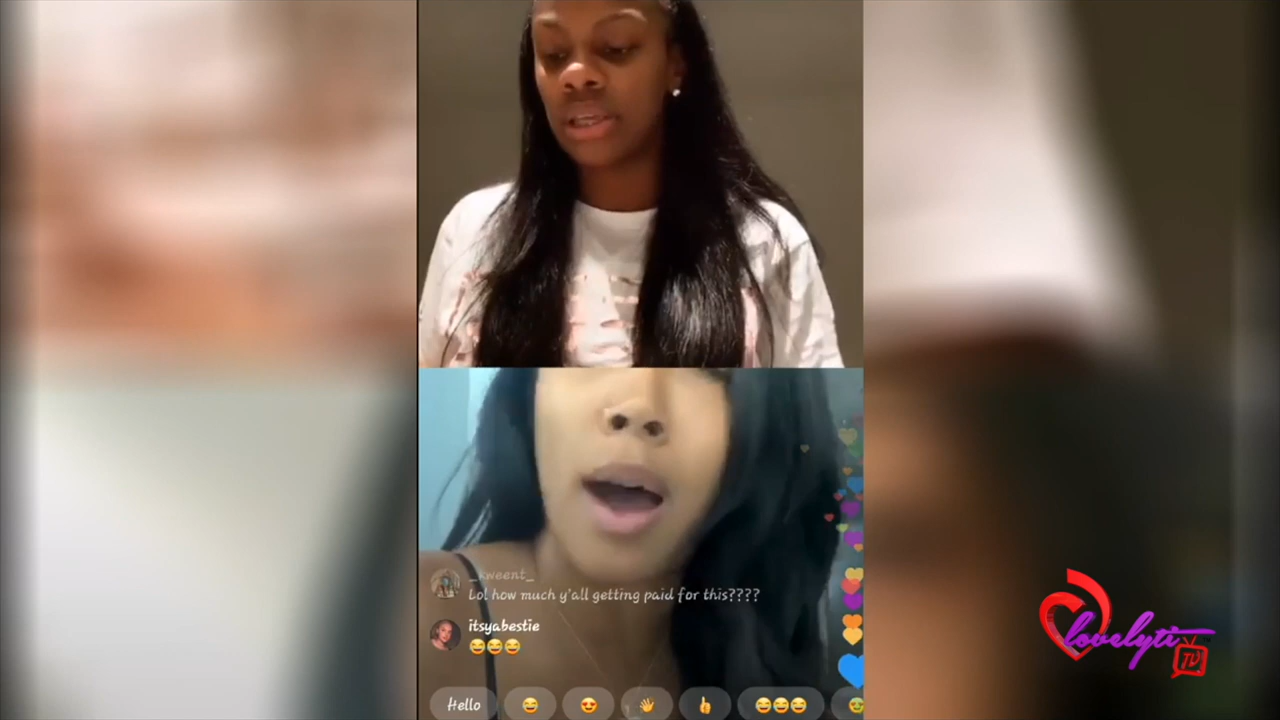 _kweent_
Lol how much y'all getting paid for this????
itsyabestie
😂😂😂
Hello
😅 😍 👋 👍 😂😂😂
lovelyti
TV